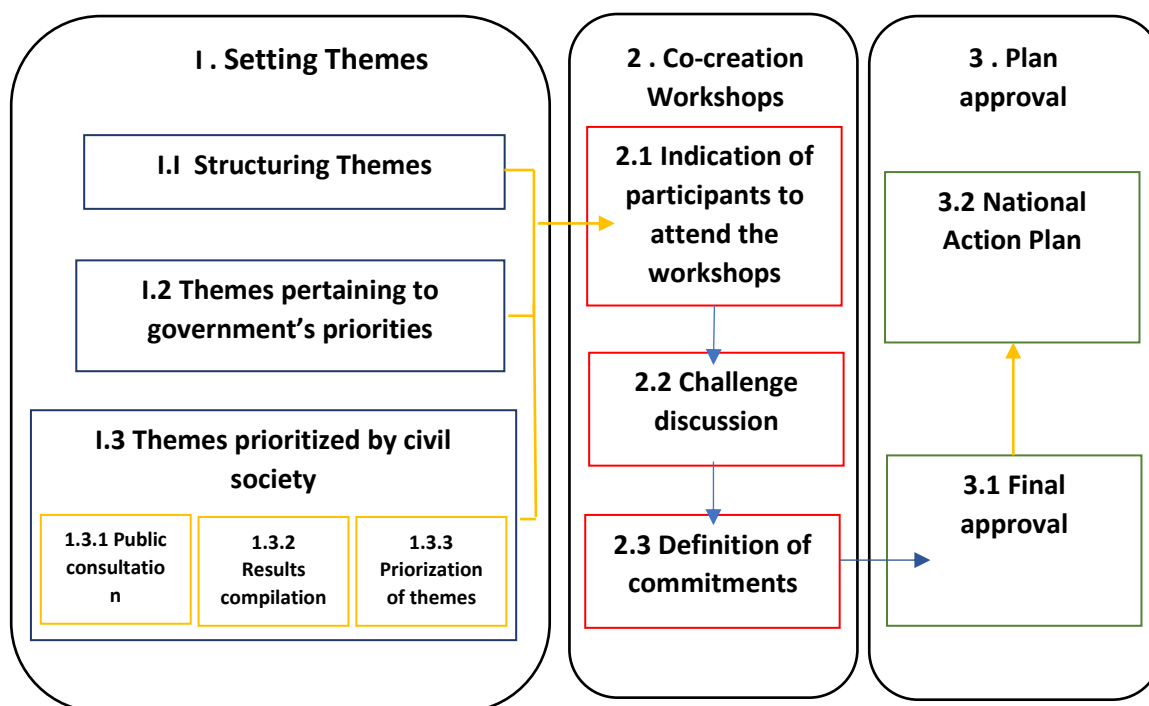 I . Setting Themes
I.I  Structuring Themes
I.2 Themes pertaining to
government’s priorities
I.3 Themes prioritized by civil
society
1.3.1 Public
consultatio
n
1.3.2
Results
compilation
1.3.3
Priorization
of themes
2 . Co-creation
Workshops
2.1 Indication of
participants to
attend the
workshops
2.2 Challenge
discussion
2.3 Definition of
commitments
3 . Plan
approval
3.2 National
Action Plan
3.1 Final
approval